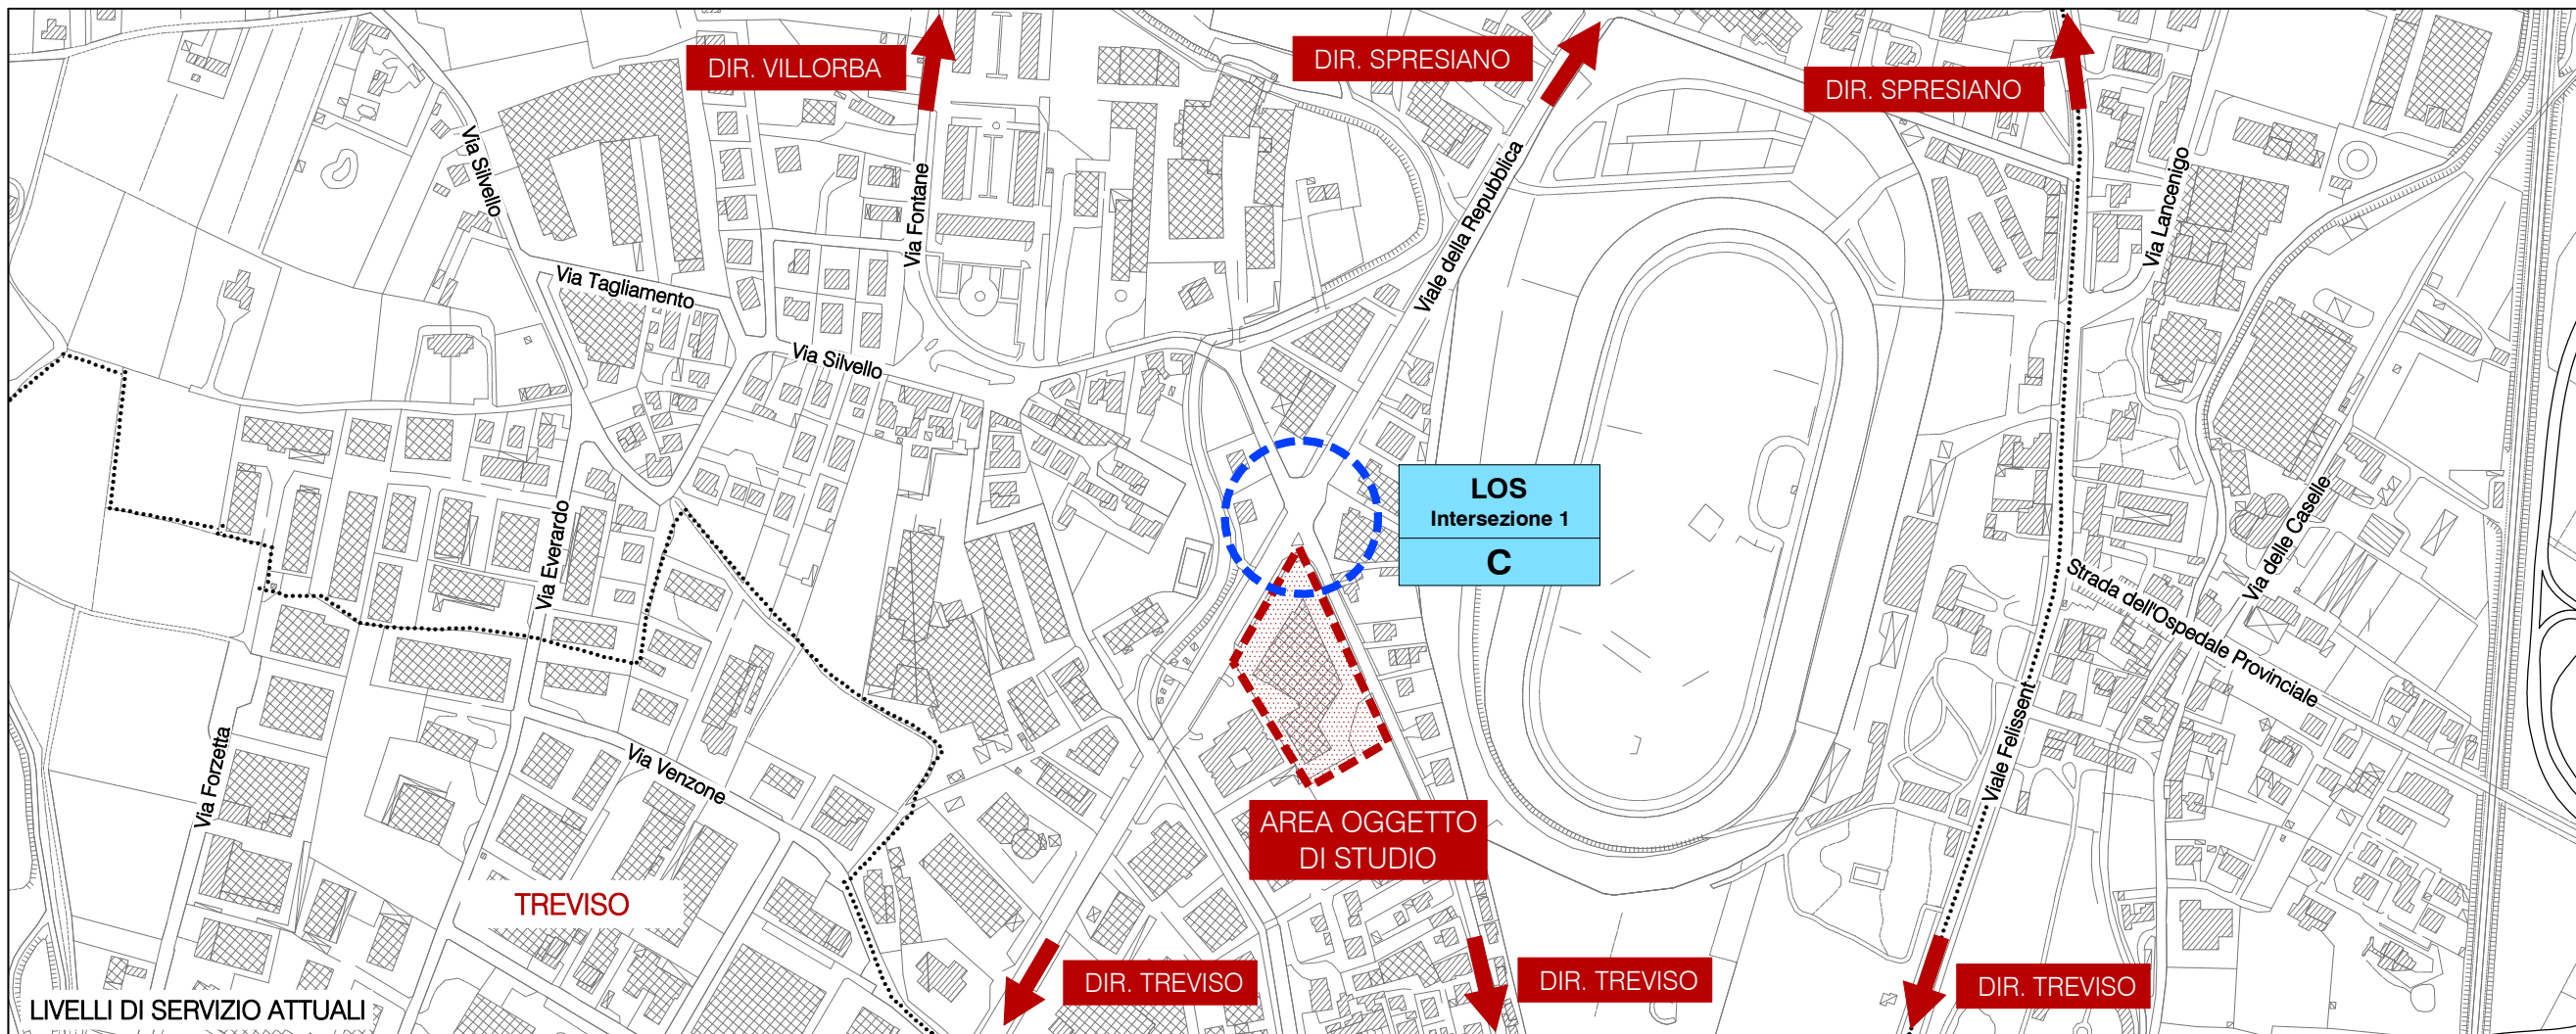 DIR. VILLORBA
DIR. SPRESIANO
DIR. SPRESIANO
Via Silvello
Via Fontane
Viale della Repubblica
Via Lancenigo
Via Tagliamento
Via Silvello
LOS
Intersezione 1
C
Via Everardo
Via delle Caselle
Strada dell'Ospedale Provinciale
Viale Felissent
Via Forzetta
Via Venzone
AREA OGGETTO
DI STUDIO
TREVISO
DIR. TREVISO
DIR. TREVISO
DIR. TREVISO
LIVELLI DI SERVIZIO ATTUALI